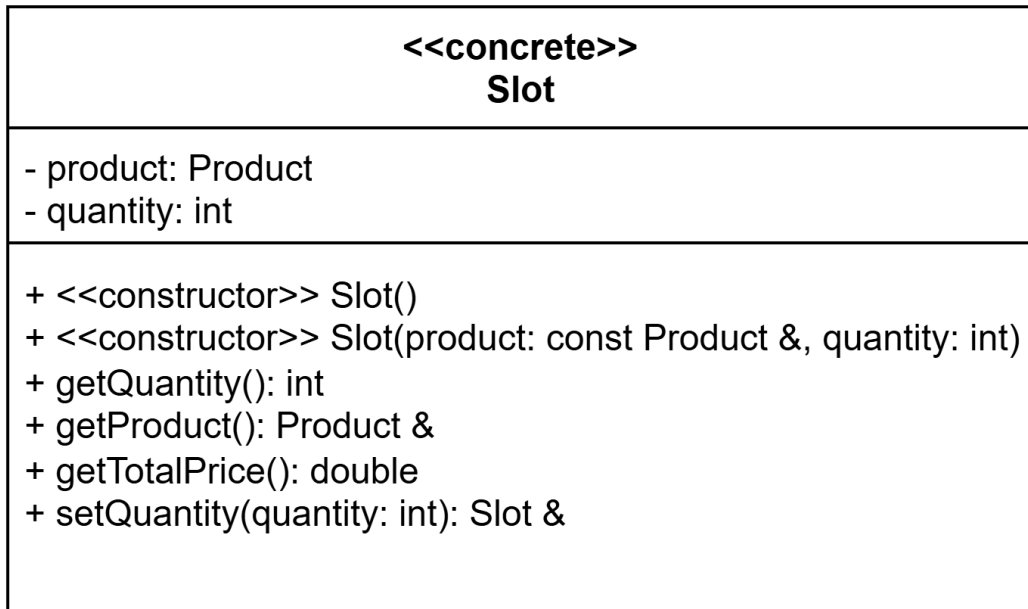 <<concrete>>
Slot
- product: Product
- quantity: int
+ <<constructor>> Slot()
+ <<constructor>> Slot(product: const Product &, quantity: int)
+ getQuantity(): int
+ getProduct(): Product &
+ getTotalPrice(): double
+ setQuantity(quantity: int): Slot &